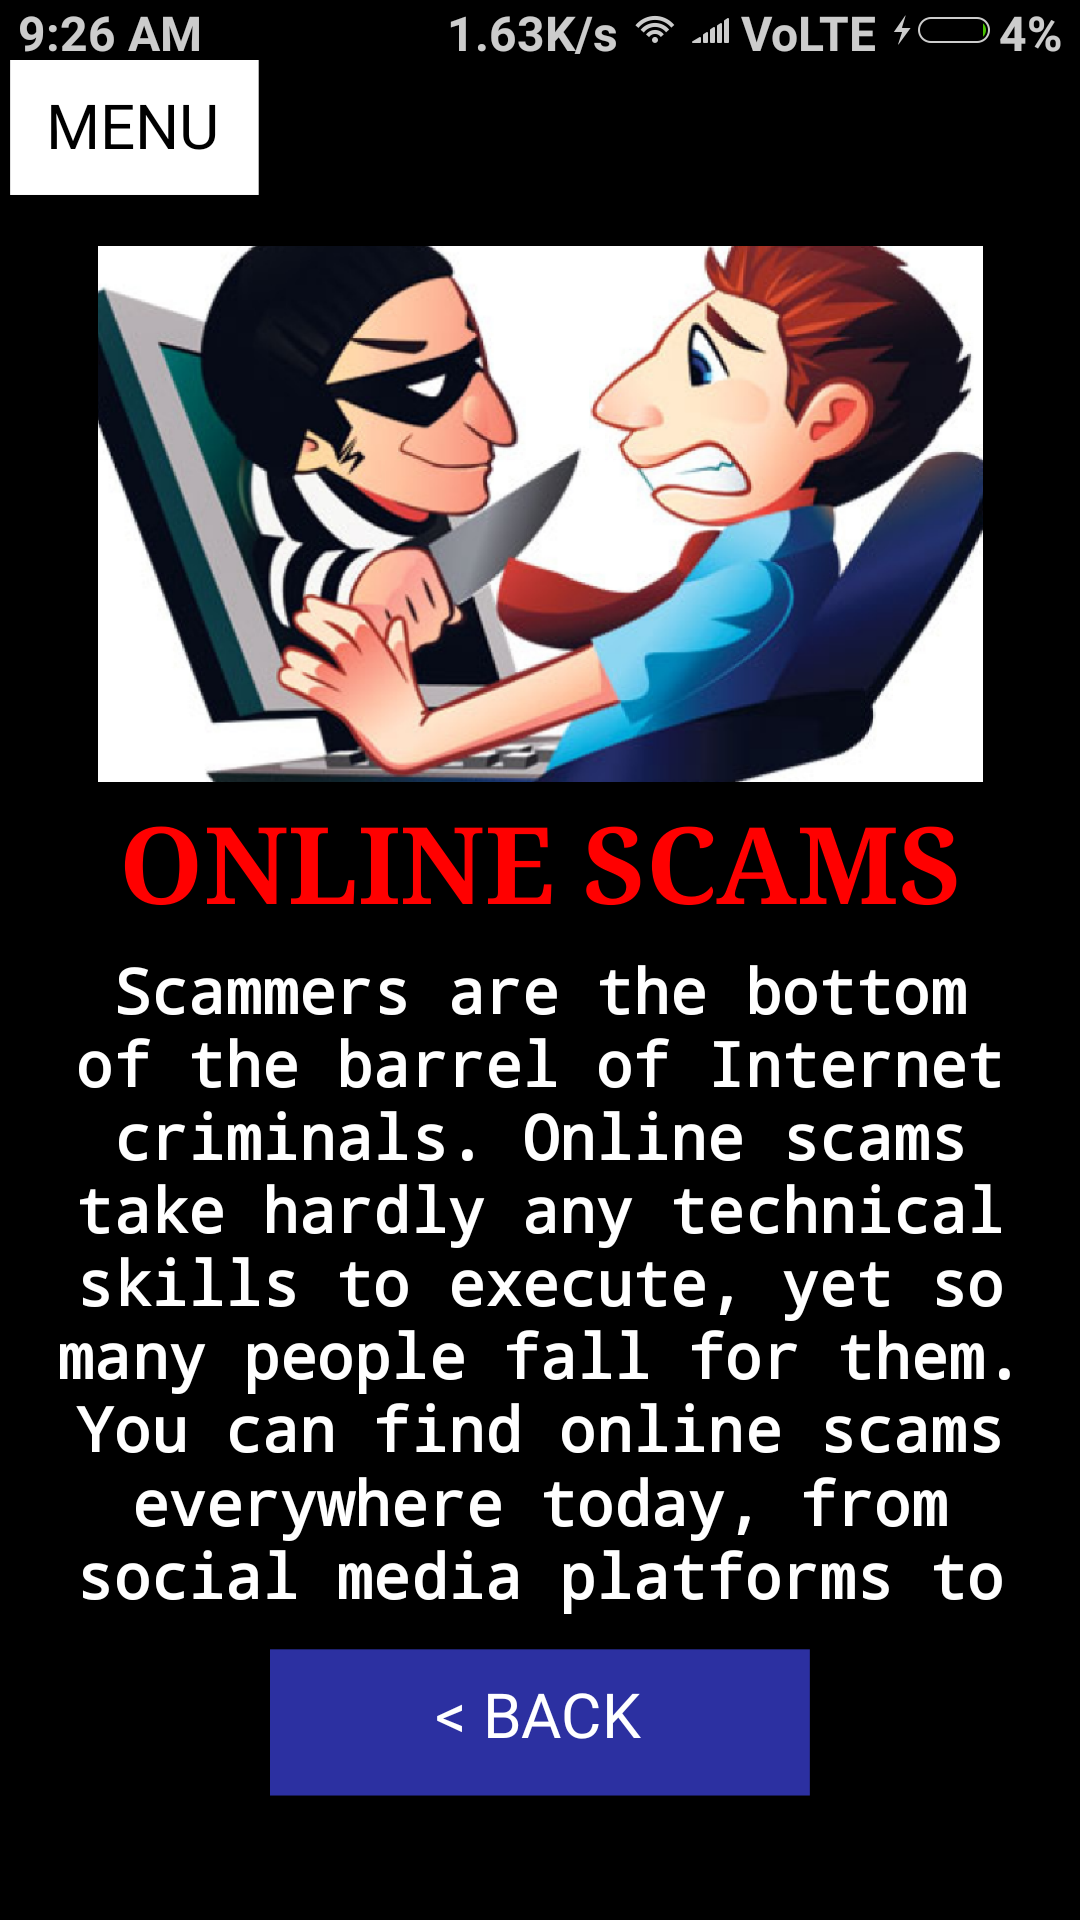 9:26 AM 1.63K/s VoLTE 4%
MENU
ONLINE SCAMS
Scammers are the bottom
of the barrel of Internet
criminals. Online scams
take hardly any technical
skills to execute, yet so
many people fall for them.
You can find online scams
everywhere today, from
social media platforms to
< BACK